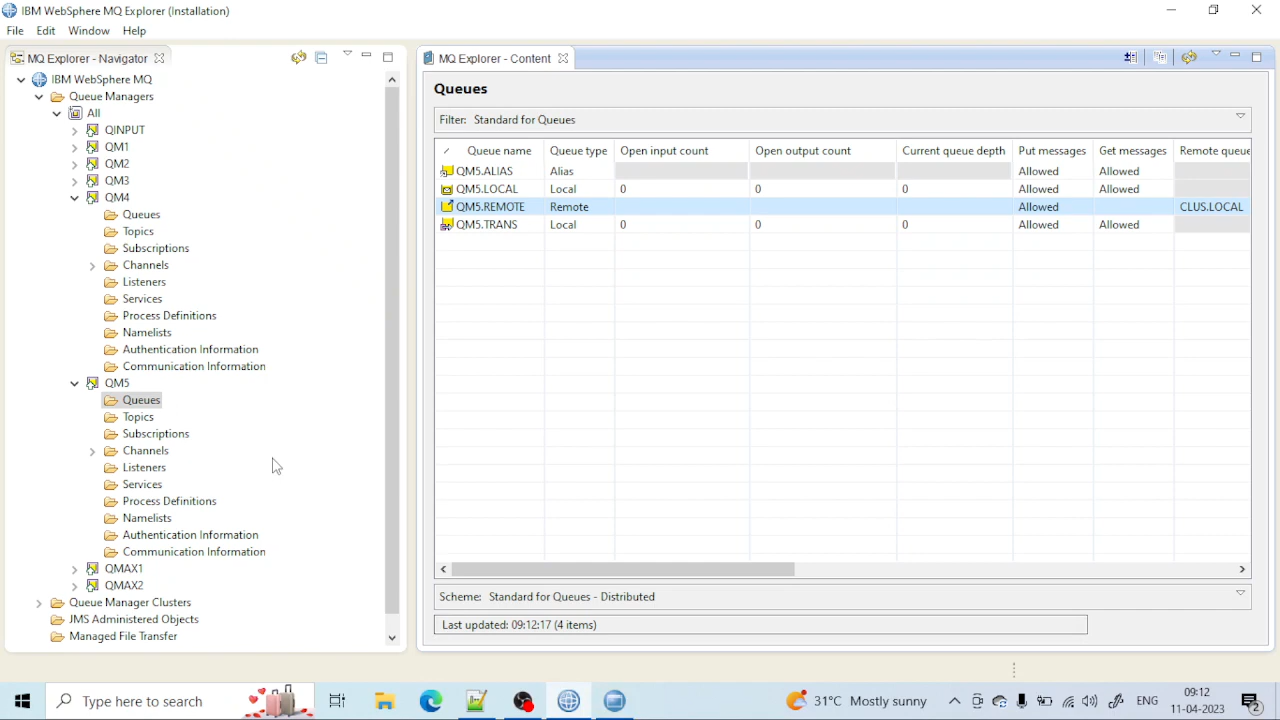 IBM WebSphere MQ Explorer (Installation)
File Edit Window Help
MQ Explorer - Navigator
IBM WebSphere MQ
Queue Managers
All
QINPUT
QM1
QM2
QM3
QM4
Queues
Topics
Subscriptions
Channels
Listeners
Services
Process Definitions
Namelists
Authentication Information
Communication Information
QM5
Queues
Topics
Subscriptions
Channels
Listeners
Services
Process Definitions
Namelists
Authentication Information
Communication Information
QMAX1
QMAX2
Queue Manager Clusters
JMS Administered Objects
Managed File Transfer
MQ Explorer - Content
Queues
Filter: Standard for Queues
Queue name Queue type Open input count Open output count Current queue depth Put messages Get messages Remote queue
QM5.ALIAS Alias Allowed Allowed
QM5.LOCAL Local 0 0 0 Allowed Allowed
QM5.REMOTE Remote Allowed CLUS.LOCAL
QM5.TRANS Local 0 0 0 Allowed Allowed
Scheme: Standard for Queues - Distributed
Last updated: 09:12:17 (4 items)
Type here to search
31°C Mostly sunny
ENG
09:12
11-04-2023
2